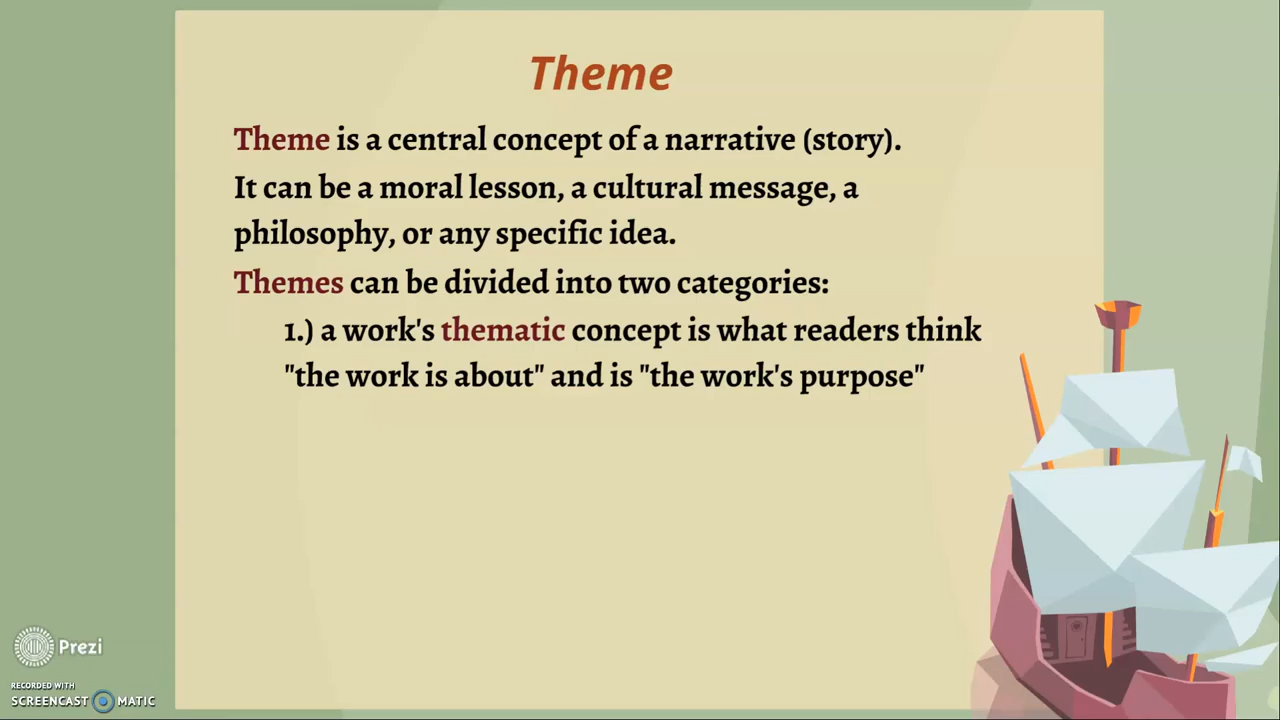 Theme
Theme is a central concept of a narrative (story).
It can be a moral lesson, a cultural message, a
philosophy, or any specific idea.
Themes can be divided into two categories:
1.) a work's thematic concept is what readers think
"the work is about" and is "the work's purpose"
Prezi
RECORDED WITH
SCREENCAST MATIC